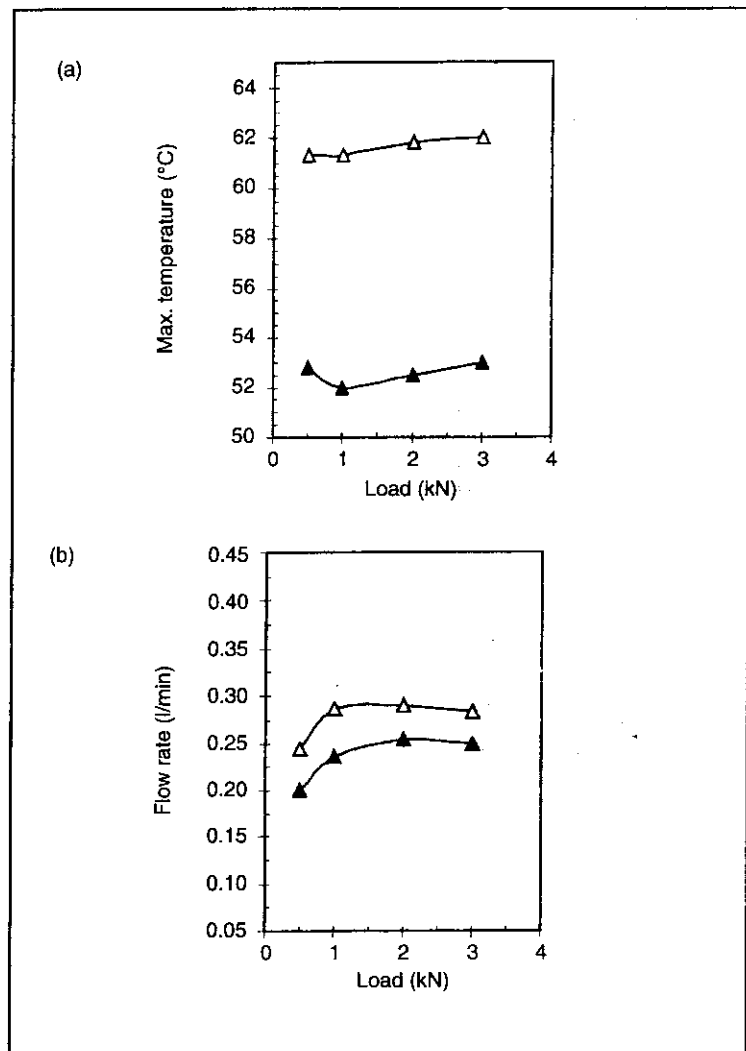 (a)
Max. temperature (°C)
64
62
60
58
56
54
52
50
0 1 2 3 4
Load (kN)
(b)
Flow rate (l/min)
0.45
0.40
0.35
0.30
0.25
0.20
0.15
0.10
0.05
0 1 2 3 4
Load (kN)